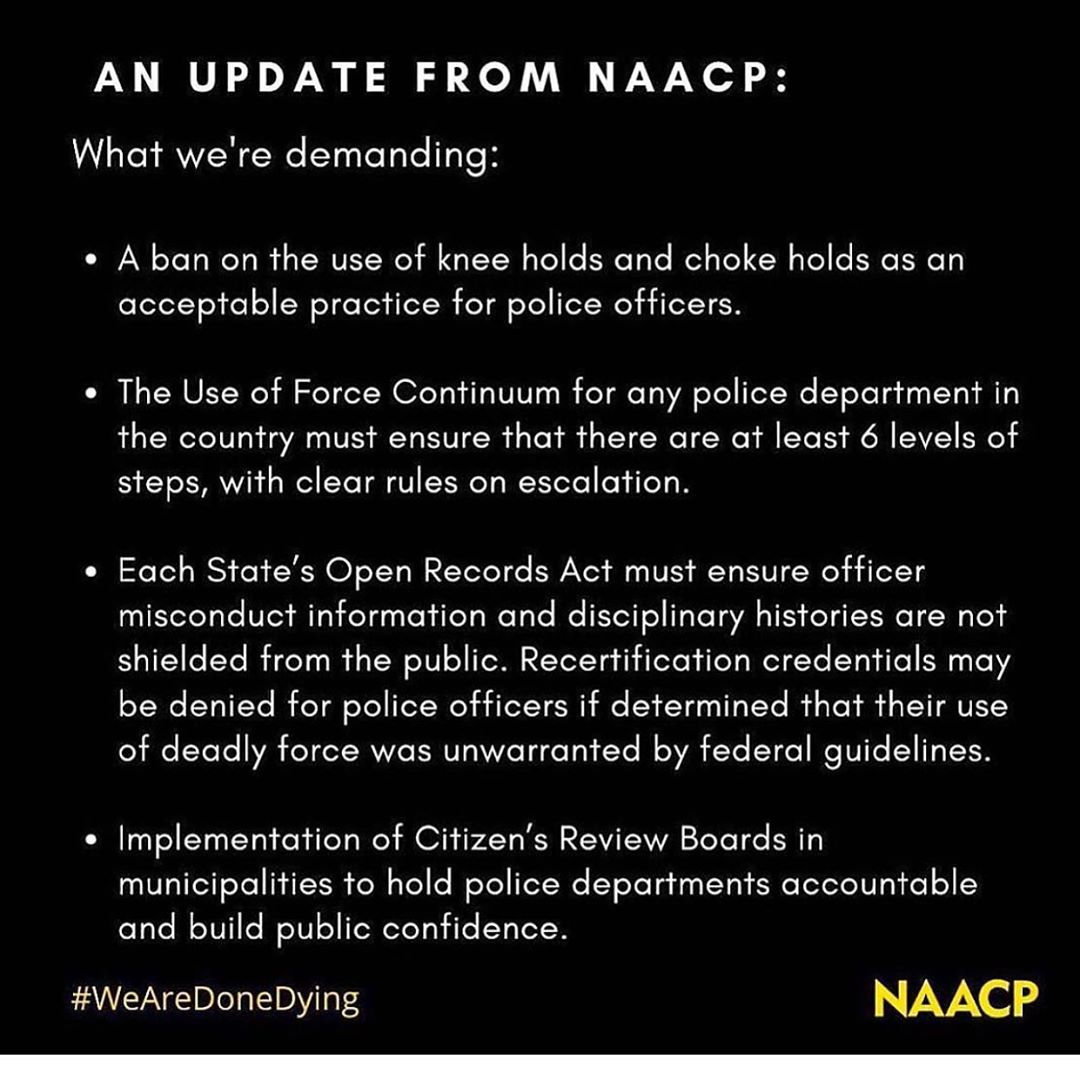 AN UPDATE FROM NAACP:
What we're demanding:
• A ban on the use of knee holds and choke holds as an
acceptable practice for police officers.
• The Use of Force Continuum for any police department in
the country must ensure that there are at least 6 levels of
steps, with clear rules on escalation.
• Each State’s Open Records Act must ensure officer
misconduct information and disciplinary histories are not
shielded from the public. Recertification credentials may
be denied for police officers if determined that their use
of deadly force was unwarranted by federal guidelines.
• Implementation of Citizen’s Review Boards in
municipalities to hold police departments accountable
and build public confidence.
#WeAreDoneDying
NAACP